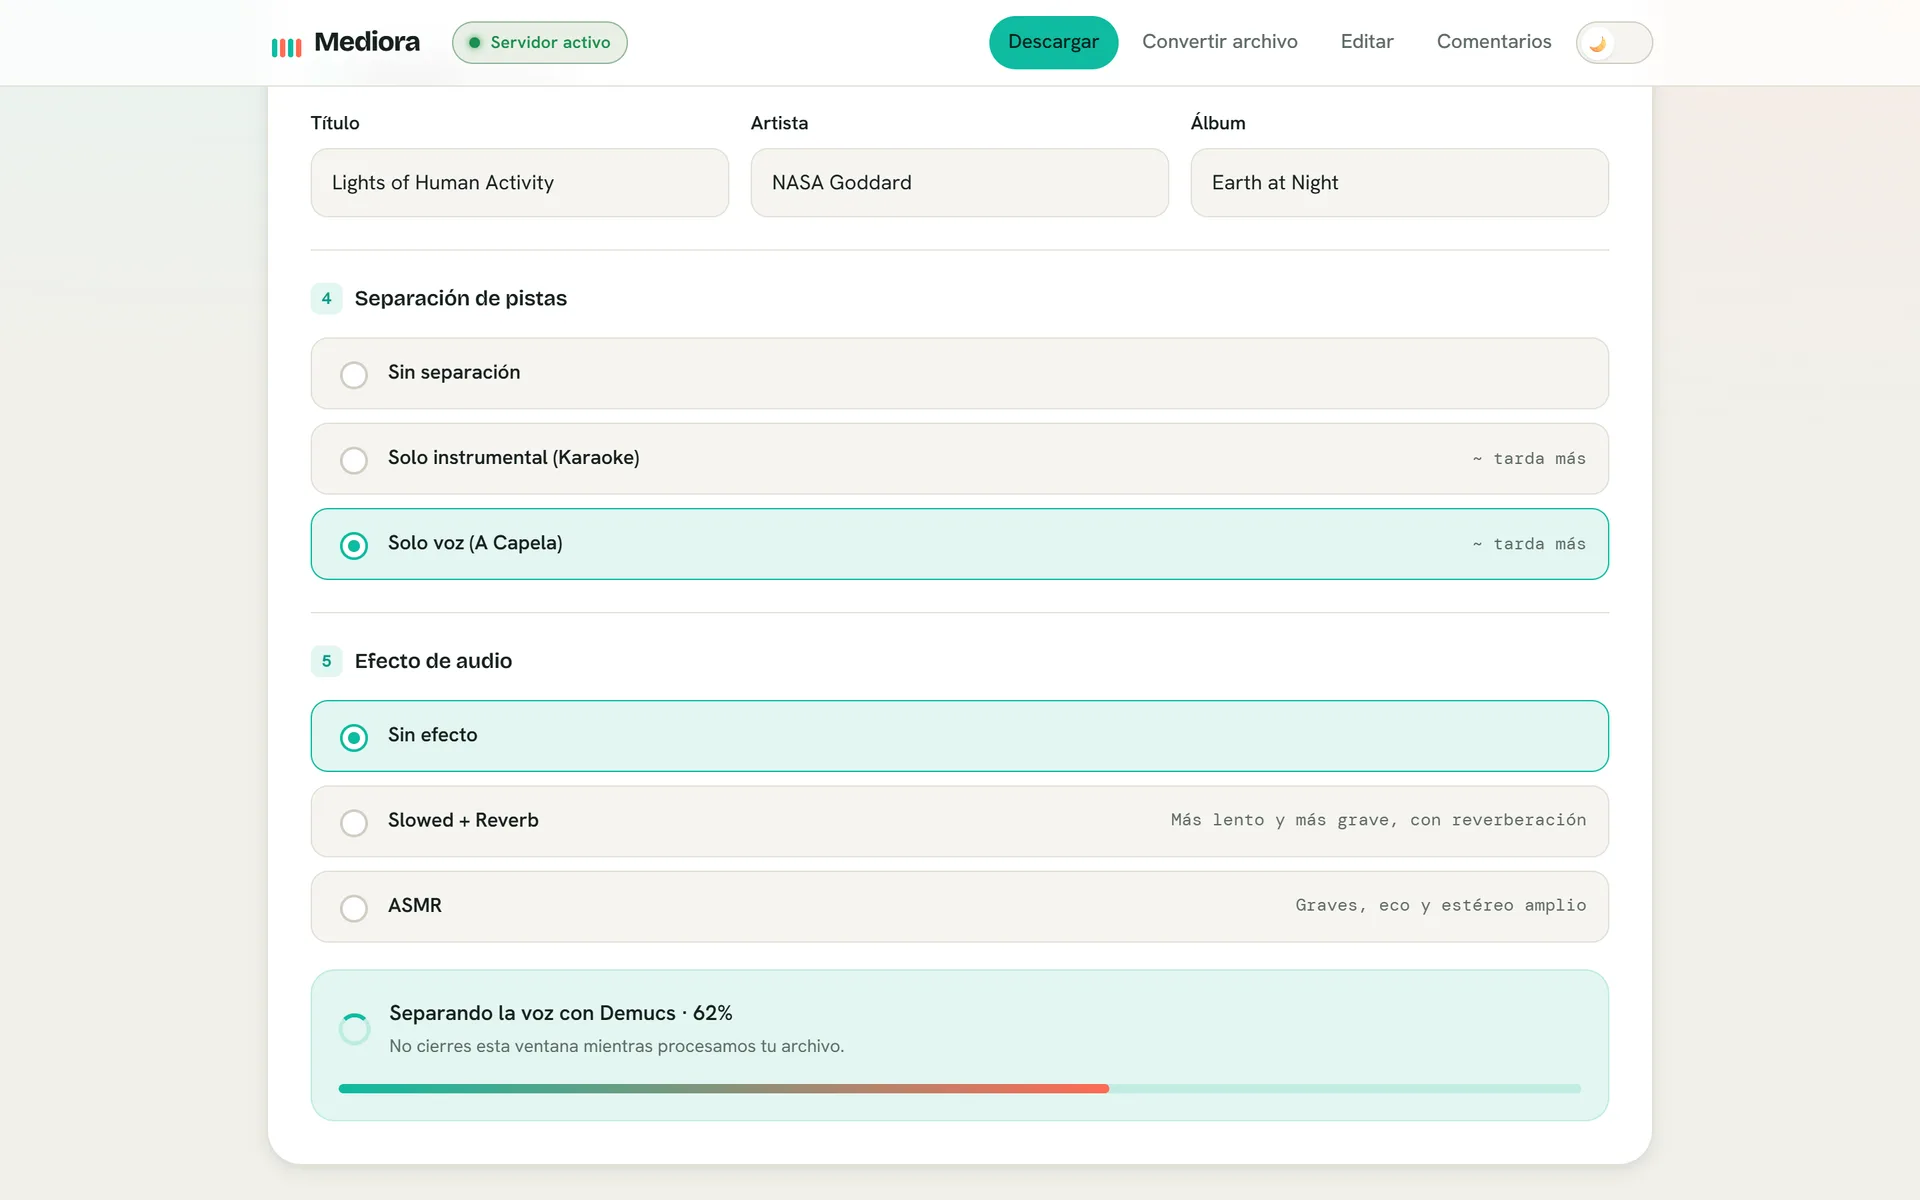 Mediora
Servidor activo
Descargar
Convertir archivo
Editar
Comentarios
Título
Artista
Álbum
Lights of Human Activity
NASA Goddard
Earth at Night
4
Separación de pistas
Sin separación
Solo instrumental (Karaoke)
~ tarda más
Solo voz (A Capela)
~ tarda más
5
Efecto de audio
Sin efecto
Slowed + Reverb
Más lento y más grave, con reverberación
ASMR
Graves, eco y estéreo amplio
Separando la voz con Demucs · 62%
No cierres esta ventana mientras procesamos tu archivo.